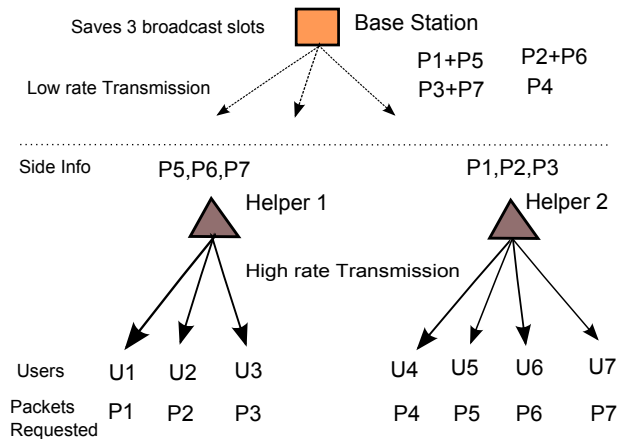 Saves 3 broadcast slots
Base Station
P1+P5 P2+P6
P3+P7 P4
Low rate Transmission
Side Info
P5,P6,P7
P1,P2,P3
Helper 1
Helper 2
High rate Transmission
Users U1 U2 U3 U4 U5 U6 U7
Packets
Requested
P1 P2 P3 P4 P5 P6 P7